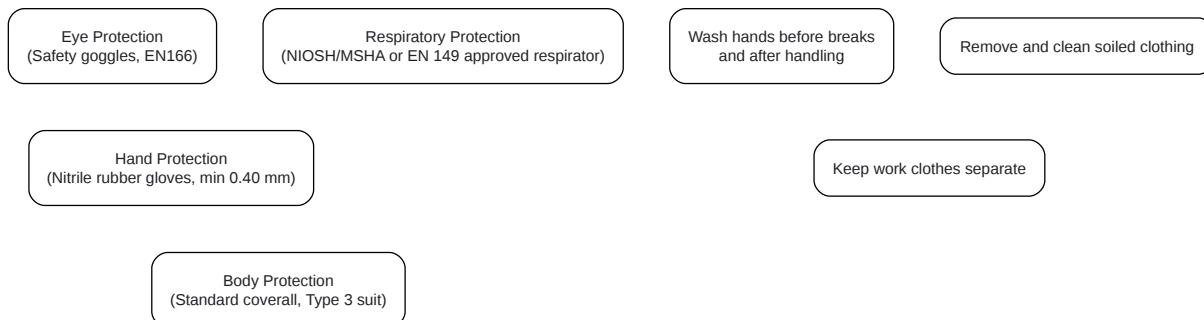 Eye Protection
(Safety goggles, EN166)
Respiratory Protection
(NIOSH/MSHA or EN 149 approved respirator)
Wash hands before breaks
and after handling
Remove and clean soiled clothing
Hand Protection
(Nitrile rubber gloves, min 0.40 mm)
Keep work clothes separate
Body Protection
(Standard coverall, Type 3 suit)